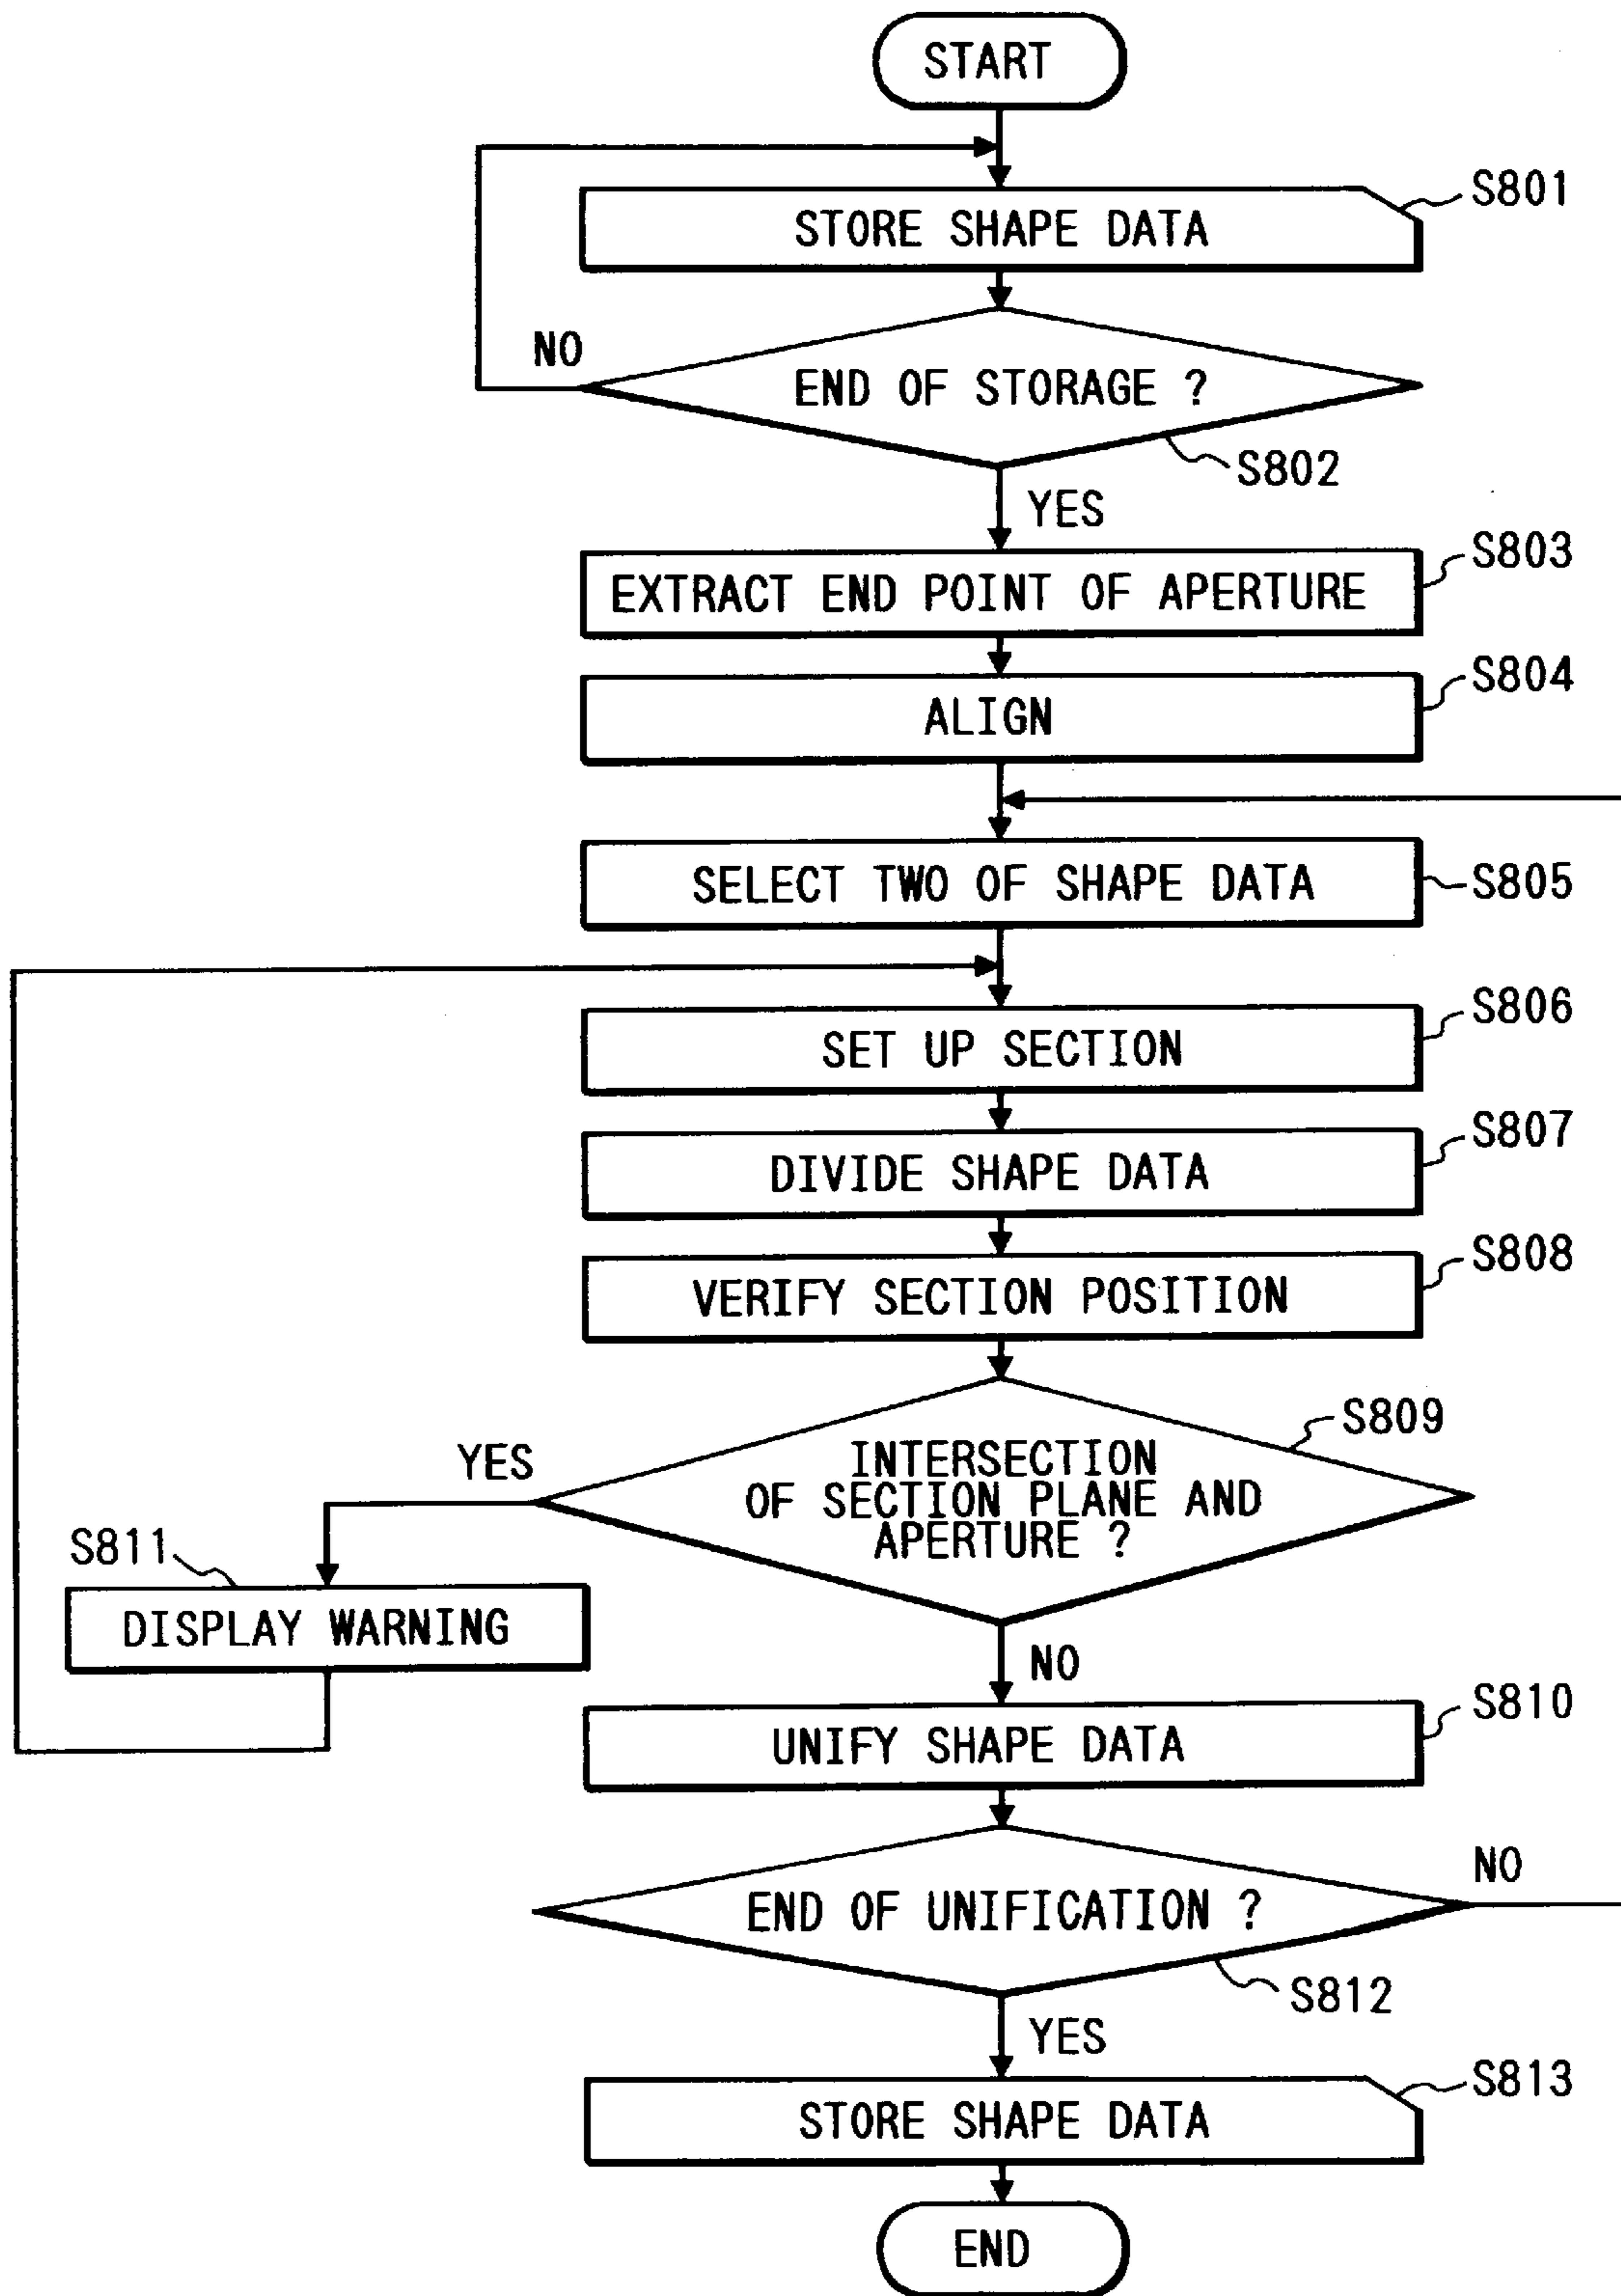 START
S801
STORE SHAPE DATA
NO
END OF STORAGE ?
S802
YES
S803
EXTRACT END POINT OF APERTURE
S804
ALIGN
SELECT TWO OF SHAPE DATA
S805
S806
SET UP SECTION
S807
DIVIDE SHAPE DATA
S808
VERIFY SECTION POSITION
S809
YES
INTERSECTION
OF SECTION PLANE AND
APERTURE ?
S811
DISPLAY WARNING
NO
S810
UNIFY SHAPE DATA
NO
END OF UNIFICATION ?
S812
YES
S813
STORE SHAPE DATA
END